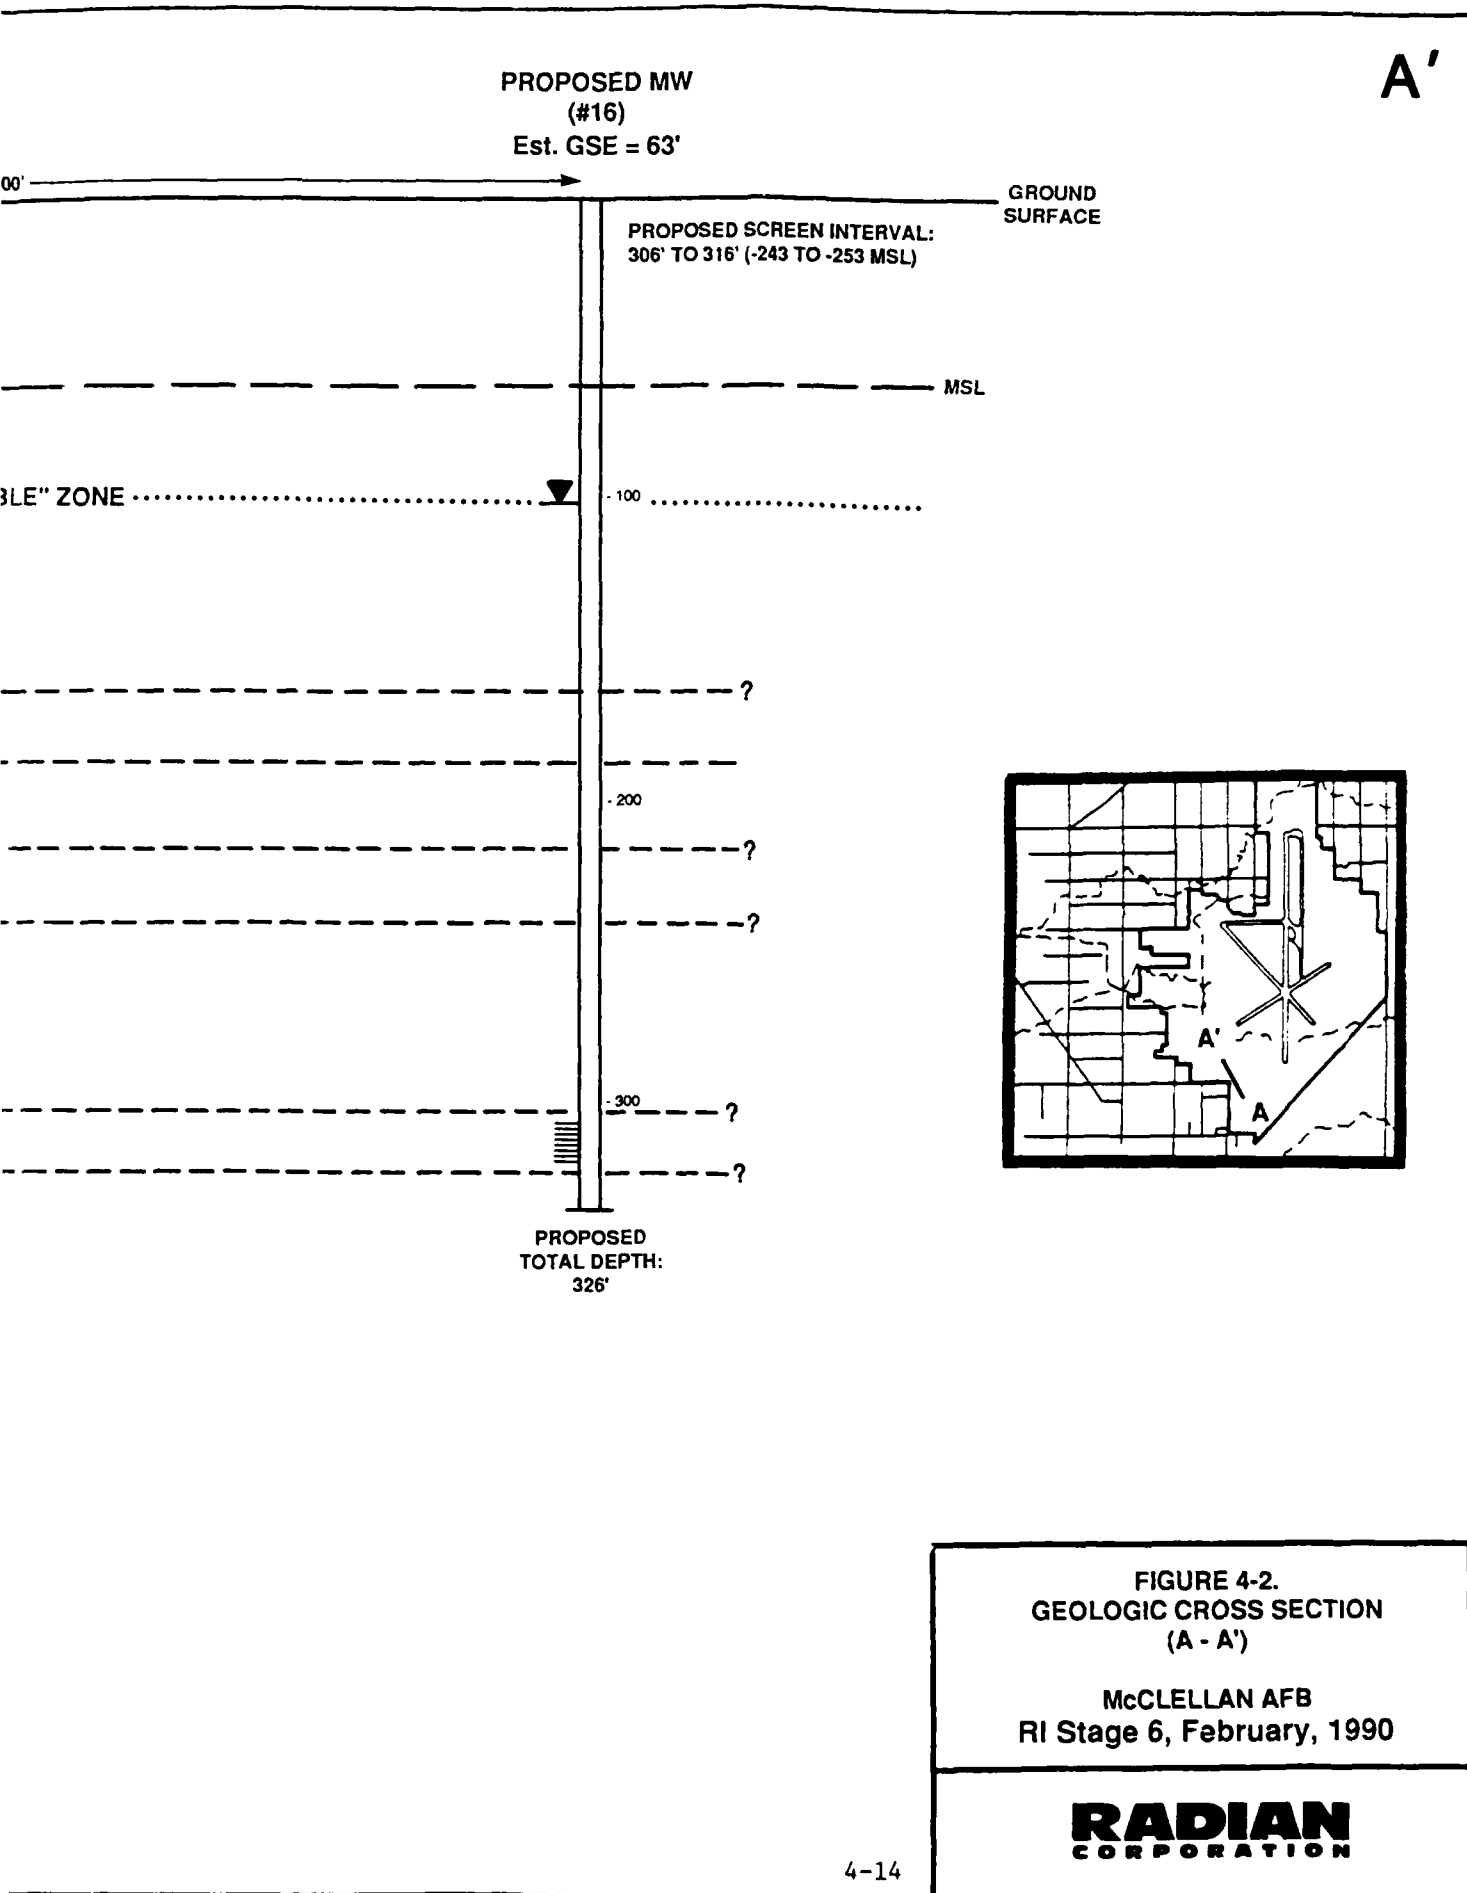 A'
PROPOSED MW
(#16)
Est. GSE = 63'
00'
GROUND
SURFACE
PROPOSED SCREEN INTERVAL:
306' TO 316' (-243 TO -253 MSL)
MSL
BLE" ZONE
- 100
?
- 200
?
?
- 300
?
?
PROPOSED
TOTAL DEPTH:
326'
A'
A
FIGURE 4-2.
GEOLOGIC CROSS SECTION
(A - A')
McCLELLAN AFB
RI Stage 6, February, 1990
RADIAN
CORPORATION
4-14